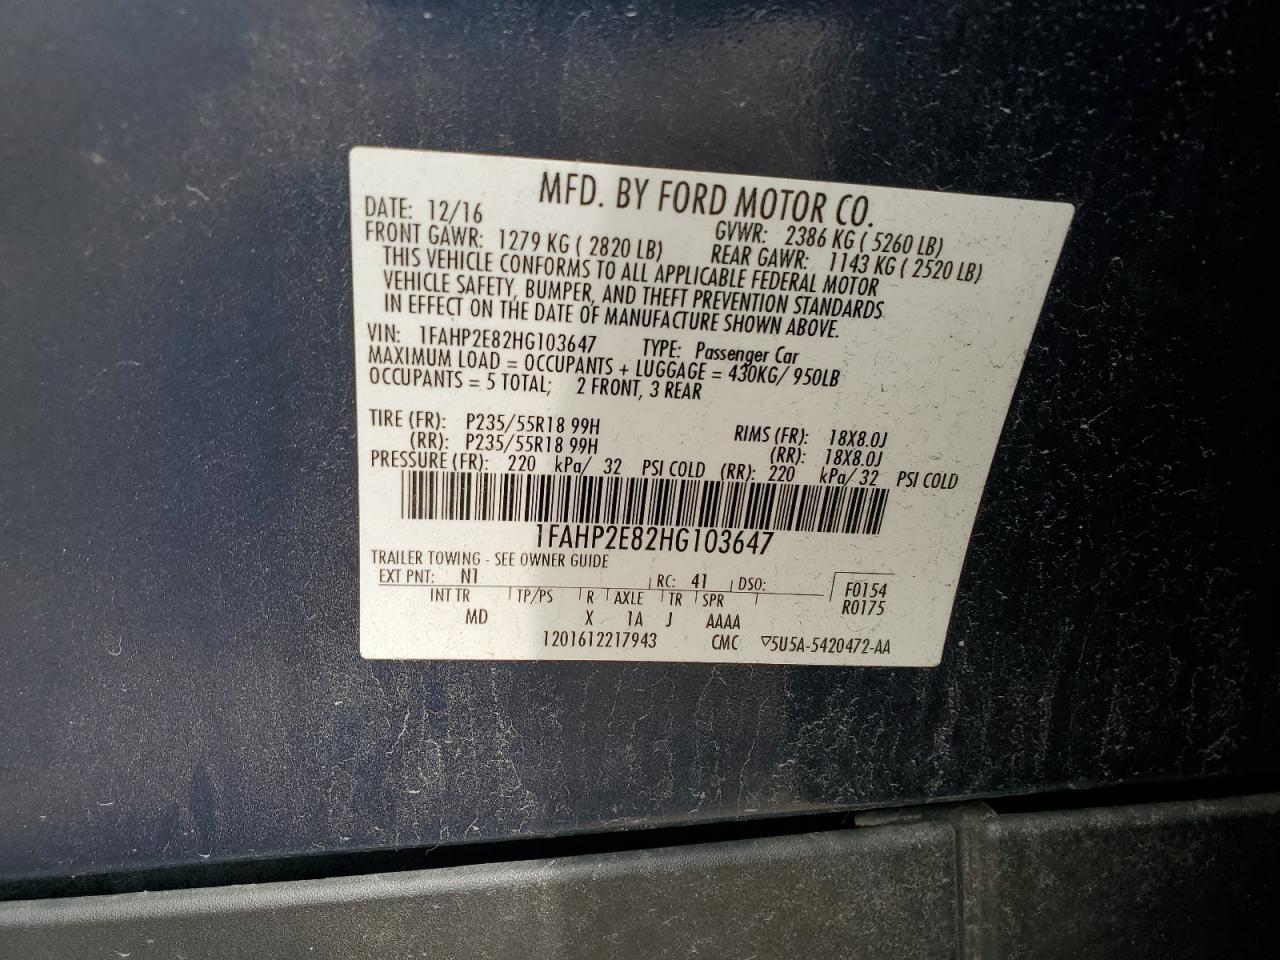 MFD. BY FORD MOTOR CO.
DATE: 12/16 GVWR: 2386 KG ( 5260 LB)
FRONT GAWR: 1279 KG ( 2820 LB) REAR GAWR: 1143 KG ( 2520 LB)
THIS VEHICLE CONFORMS TO ALL APPLICABLE FEDERAL MOTOR
VEHICLE SAFETY, BUMPER, AND THEFT PREVENTION STANDARDS
IN EFFECT ON THE DATE OF MANUFACTURE SHOWN ABOVE.
VIN: 1FAHP2E82HG103647 TYPE: Passenger Car
MAXIMUM LOAD = OCCUPANTS + LUGGAGE = 430KG/ 950LB
OCCUPANTS = 5 TOTAL; 2 FRONT, 3 REAR
TIRE (FR): P235/55R18 99H RIMS (FR): 18X8.0J
(RR): P235/55R18 99H (RR): 18X8.0J
PRESSURE (FR): 220 kPa/ 32 PSI COLD (RR): 220 kPa/ 32 PSI COLD
1FAHP2E82HG103647
TRAILER TOWING - SEE OWNER GUIDE
EXT PNT: N1 RC: 41 DSO: F0154
INT TR TP/PS R AXLE TR SPR R0175
MD X 1A J AAAA
1201612217943 CMC ▽5U5A-5420472-AA